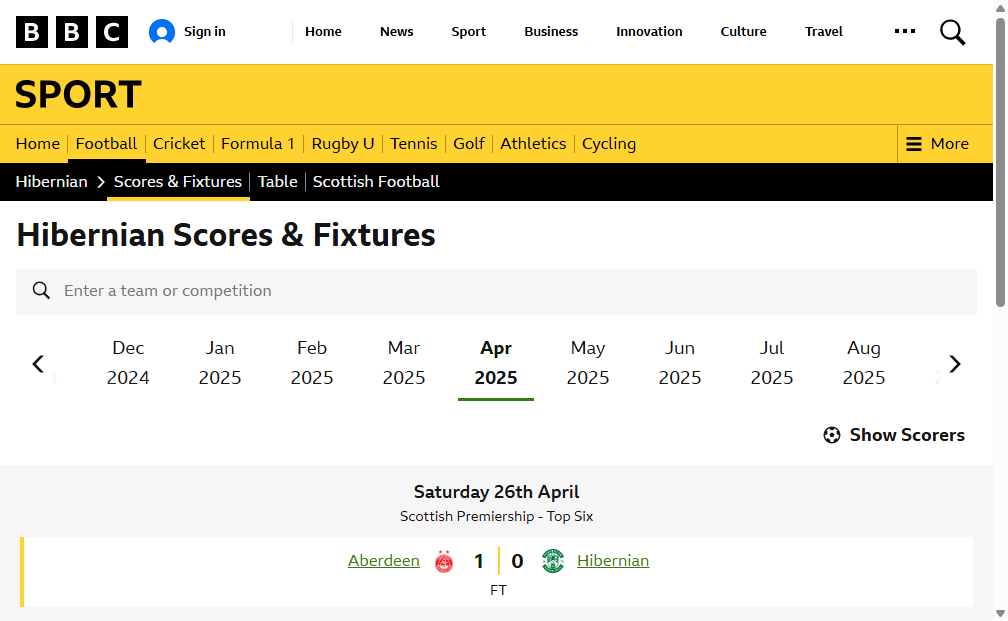 BBC Sign in Home News Sport Business Innovation Culture Travel
SPORT
Home Football Cricket Formula 1 Rugby U Tennis Golf Athletics Cycling More
Hibernian Scores & Fixtures Table Scottish Football
Hibernian Scores & Fixtures
Enter a team or competition
Dec Jan Feb Mar Apr May Jun Jul Aug
2024 2025 2025 2025 2025 2025 2025 2025 2025
Show Scorers
Saturday 26th April
Scottish Premiership - Top Six
Aberdeen 1 0 Hibernian
FT